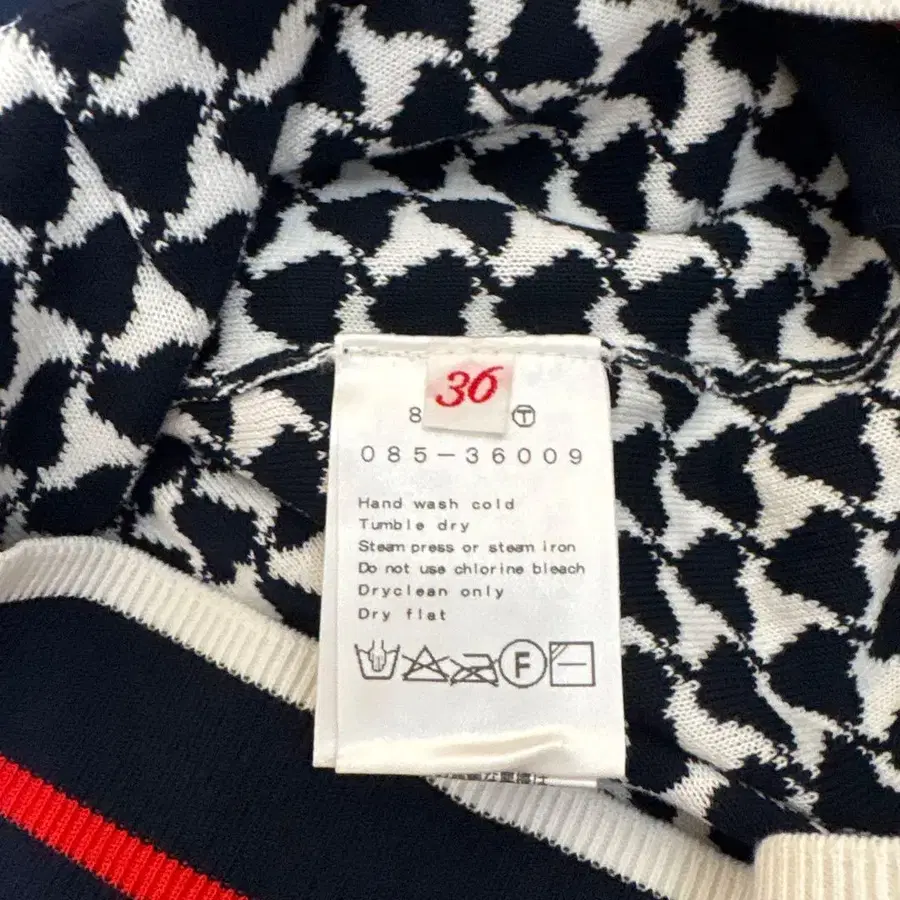 36
8 Ⓣ
085-36009
Hand wash cold
Tumble dry
Steam press or steam iron
Do not use chlorine bleach
Dryclean only
Dry flat
F